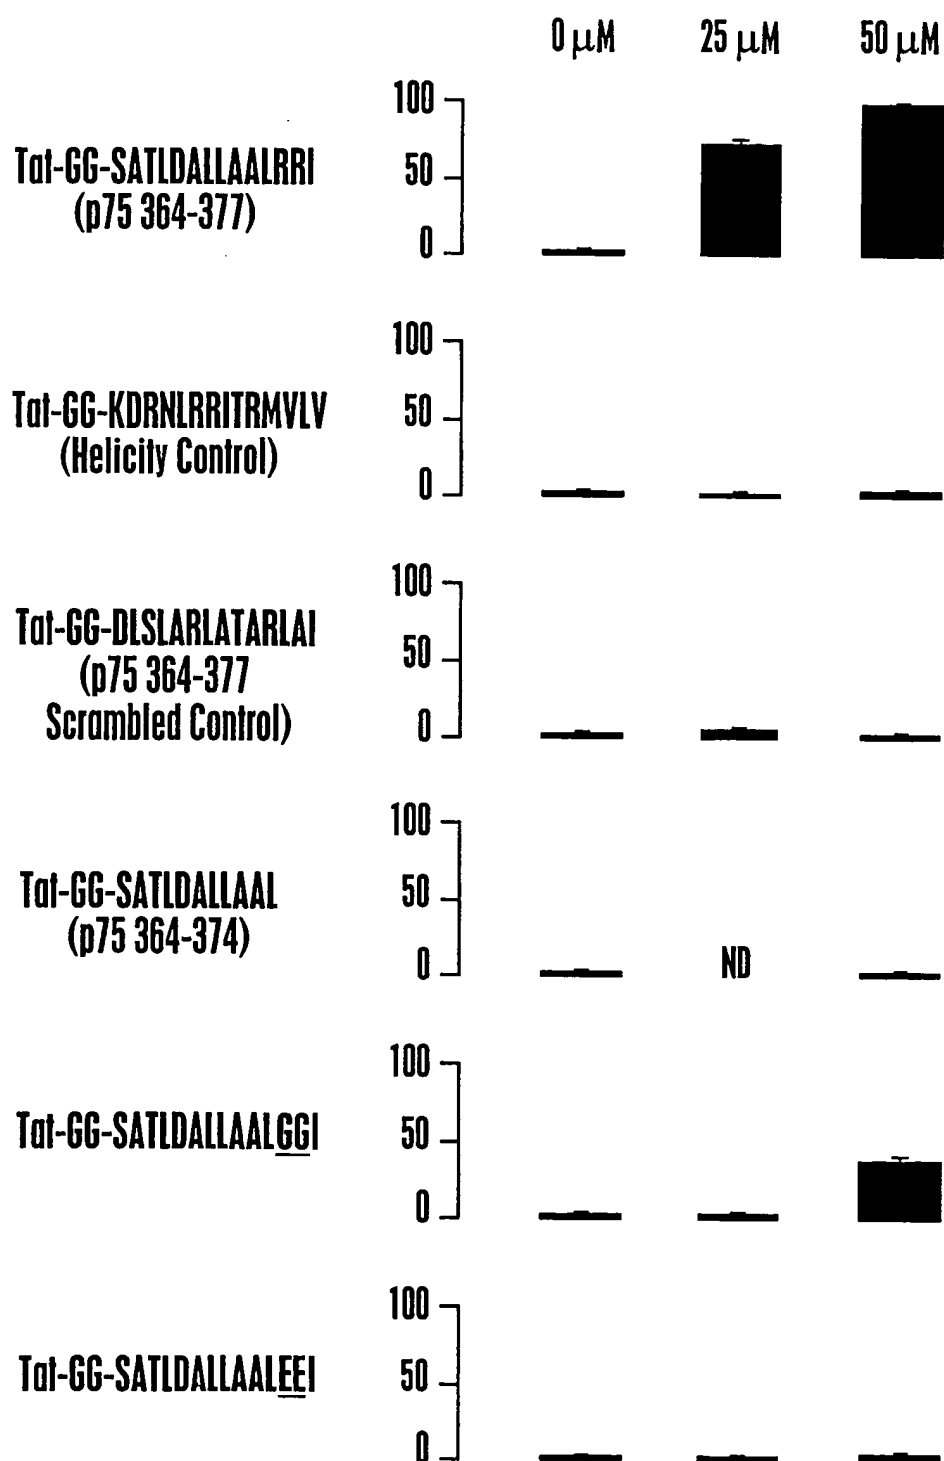 0 μM 25 μM 50 μM
100
50
0
Tat-GG-SATLDALLAALRRI
(p75 364-377)
100
50
0
Tat-GG-KDRNLRRITRMVLV
(Helicity Control)
100
50
0
Tat-GG-DLSLARLATARLAI
(p75 364-377
Scrambled Control)
100
50
0
Tat-GG-SATLDALLAAL
(p75 364-374)
ND
100
50
0
Tat-GG-SATLDALLAALGGI
100
50
0
Tat-GG-SATLDALLAALEEI